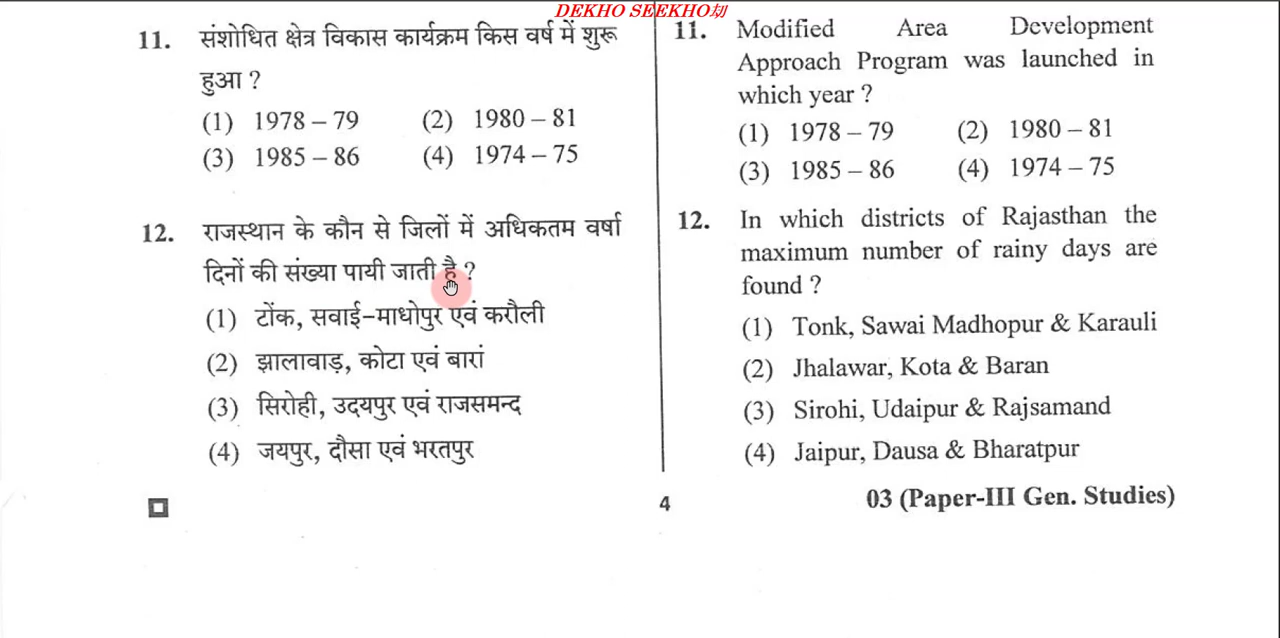 DEKHO SEEKHO
11. संशोधित क्षेत्र विकास कार्यक्रम किस वर्ष में शुरू
हुआ ?
(1) 1978 – 79 (2) 1980 – 81
(3) 1985 – 86 (4) 1974 – 75
12. राजस्थान के कौन से जिलों में अधिकतम वर्षा
दिनों की संख्या पायी जाती है ?
(1) टोंक, सवाई-माधोपुर एवं करौली
(2) झालावाड़, कोटा एवं बारां
(3) सिरोही, उदयपुर एवं राजसमन्द
(4) जयपुर, दौसा एवं भरतपुर
11. Modified Area Development
Approach Program was launched in
which year ?
(1) 1978 – 79 (2) 1980 – 81
(3) 1985 – 86 (4) 1974 – 75
12. In which districts of Rajasthan the
maximum number of rainy days are
found ?
(1) Tonk, Sawai Madhopur & Karauli
(2) Jhalawar, Kota & Baran
(3) Sirohi, Udaipur & Rajsamand
(4) Jaipur, Dausa & Bharatpur
4
03 (Paper-III Gen. Studies)